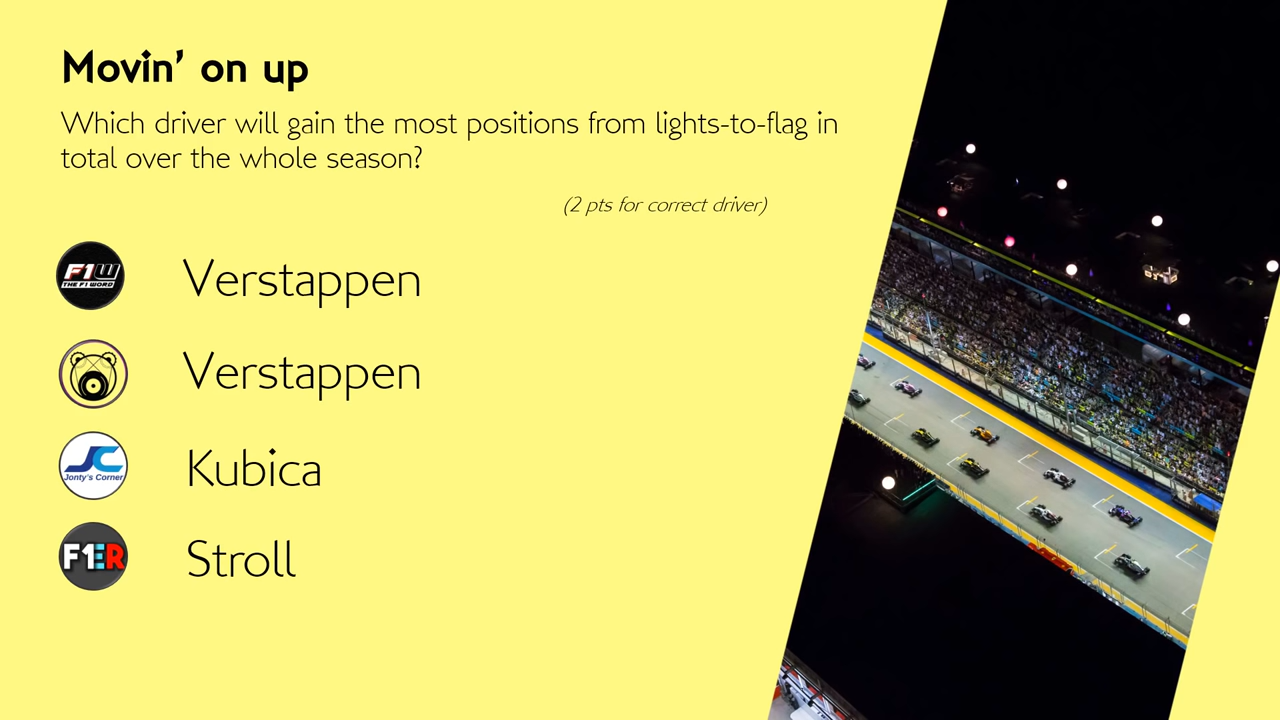 Movin’ on up
Which driver will gain the most positions from lights-to-flag in
total over the whole season?
(2 pts for correct driver)
F1W
THE F1 WORD
Verstappen
Verstappen
JC
Jonty's Corner
Kubica
F1ER
Stroll